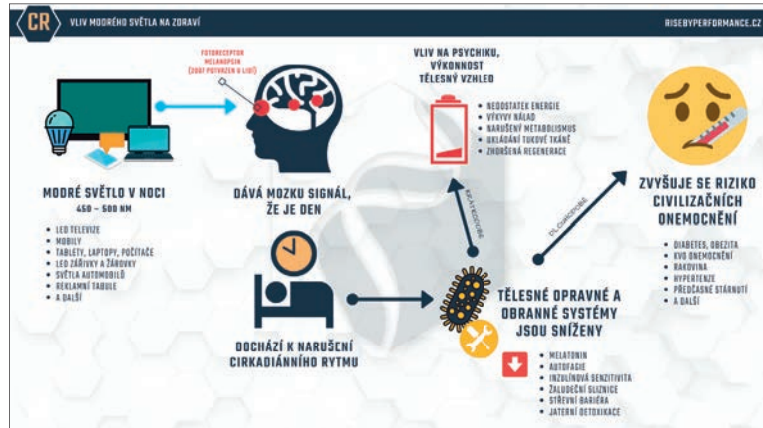 CR
VLIV MODRÉHO SVĚTLA NA ZDRAVÍ
RISEBYPERFORMANCE.CZ
FOTORECEPTOR
MELANOPSIN
(2007 POTVRZEN U LIDÍ)
MODRÉ SVĚTLO V NOCI
450 – 500 NM
LED TELEVIZE
MOBILY
TABLETY, LAPTOPY, POČÍTAČE
LED ZÁŘIVKY A ŽÁROVKY
SVĚTLA AUTOMOBILŮ
REKLAMNÍ TABULE
A DALŠÍ
DÁVÁ MOZKU SIGNÁL,
ŽE JE DEN
DOCHÁZÍ K NARUŠENÍ
CIRKADIÁNNÍHO RYTMU
VLIV NA PSYCHIKU,
VÝKONNOST
TĚLESNÝ VZHLED
NEDOSTATEK ENERGIE
VÝKYVY NÁLAD
NARUŠENÝ METABOLISMUS
UKLÁDÁNÍ TUKOVÉ TKÁNĚ
ZHORŠENÁ REGENERACE
KRÁTKODOBĚ
DLOUHODOBĚ
TĚLESNÉ OPRAVNÉ A
OBRANNÉ SYSTÉMY
JSOU SNÍŽENY
MELATONIN
AUTOFAGIE
INZULÍNOVÁ SENZITIVITA
ŽALUDEČNÍ SLIZNICE
STŘEVNÍ BARIÉRA
JATERNÍ DETOXIKACE
ZVYŠUJE SE RIZIKO
CIVILIZAČNÍCH
ONEMOCNĚNÍ
DIABETES, OBEZITA
KVO ONEMOCNĚNÍ
RAKOVINA
HYPERTENZE
PŘEDČASNÉ STÁRNUTÍ
A DALŠÍ